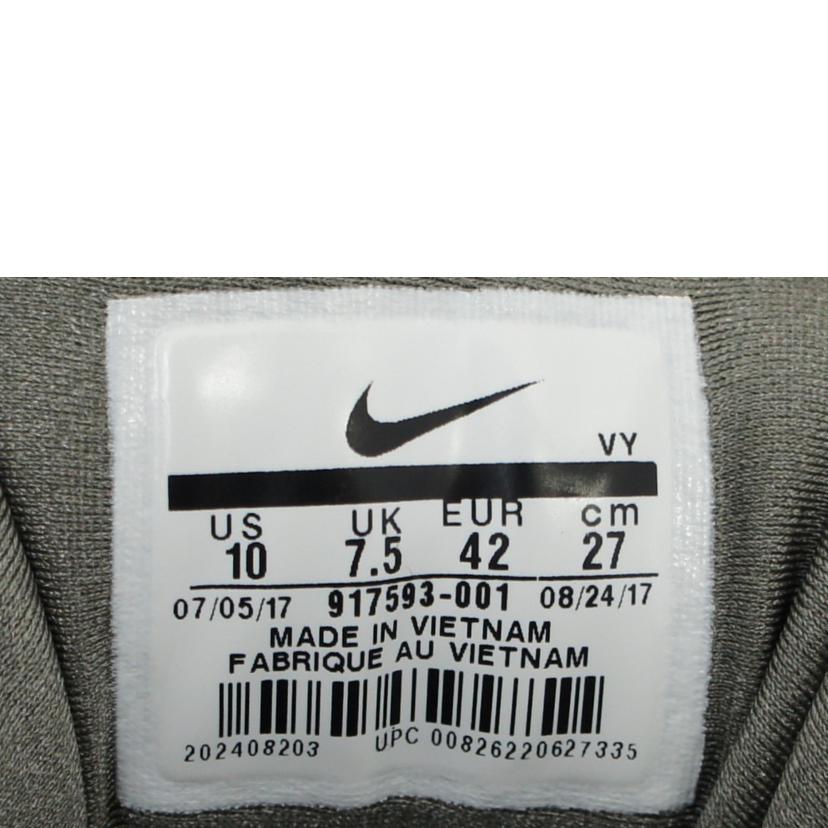 VY
US UK EUR cm
10 7.5 42 27
07/05/17 917593-001 08/24/17
MADE IN VIETNAM
FABRIQUE AU VIETNAM
202408203 UPC 00826220627335